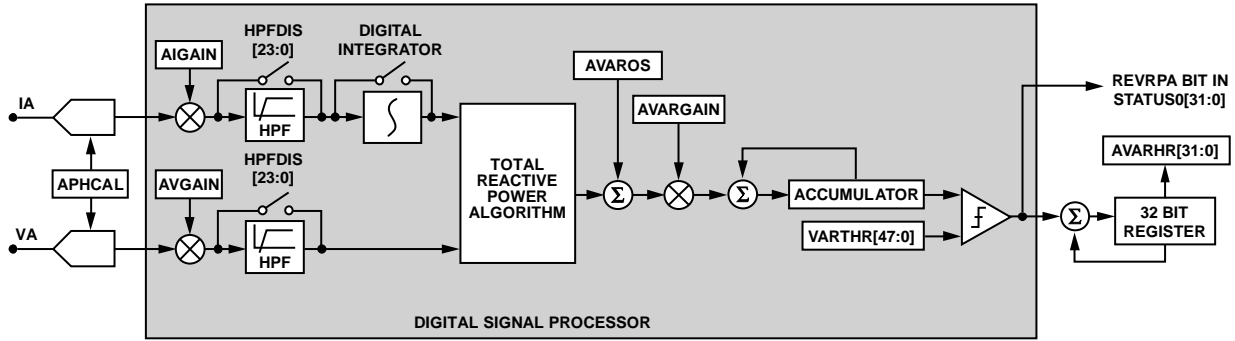 HPFDIS
[23:0]
DIGITAL
INTEGRATOR
AIGAIN
AVAROS
REVRPA BIT IN
STATUS0[31:0]
IA
HPF
AVARGAIN
AVARHR[31:0]
APHCAL
AVGAIN
HPFDIS
[23:0]
TOTAL
REACTIVE
POWER
ALGORITHM
Σ
Σ
ACCUMULATOR
Σ
32 BIT
REGISTER
VA
HPF
VARTHR[47:0]
DIGITAL SIGNAL PROCESSOR